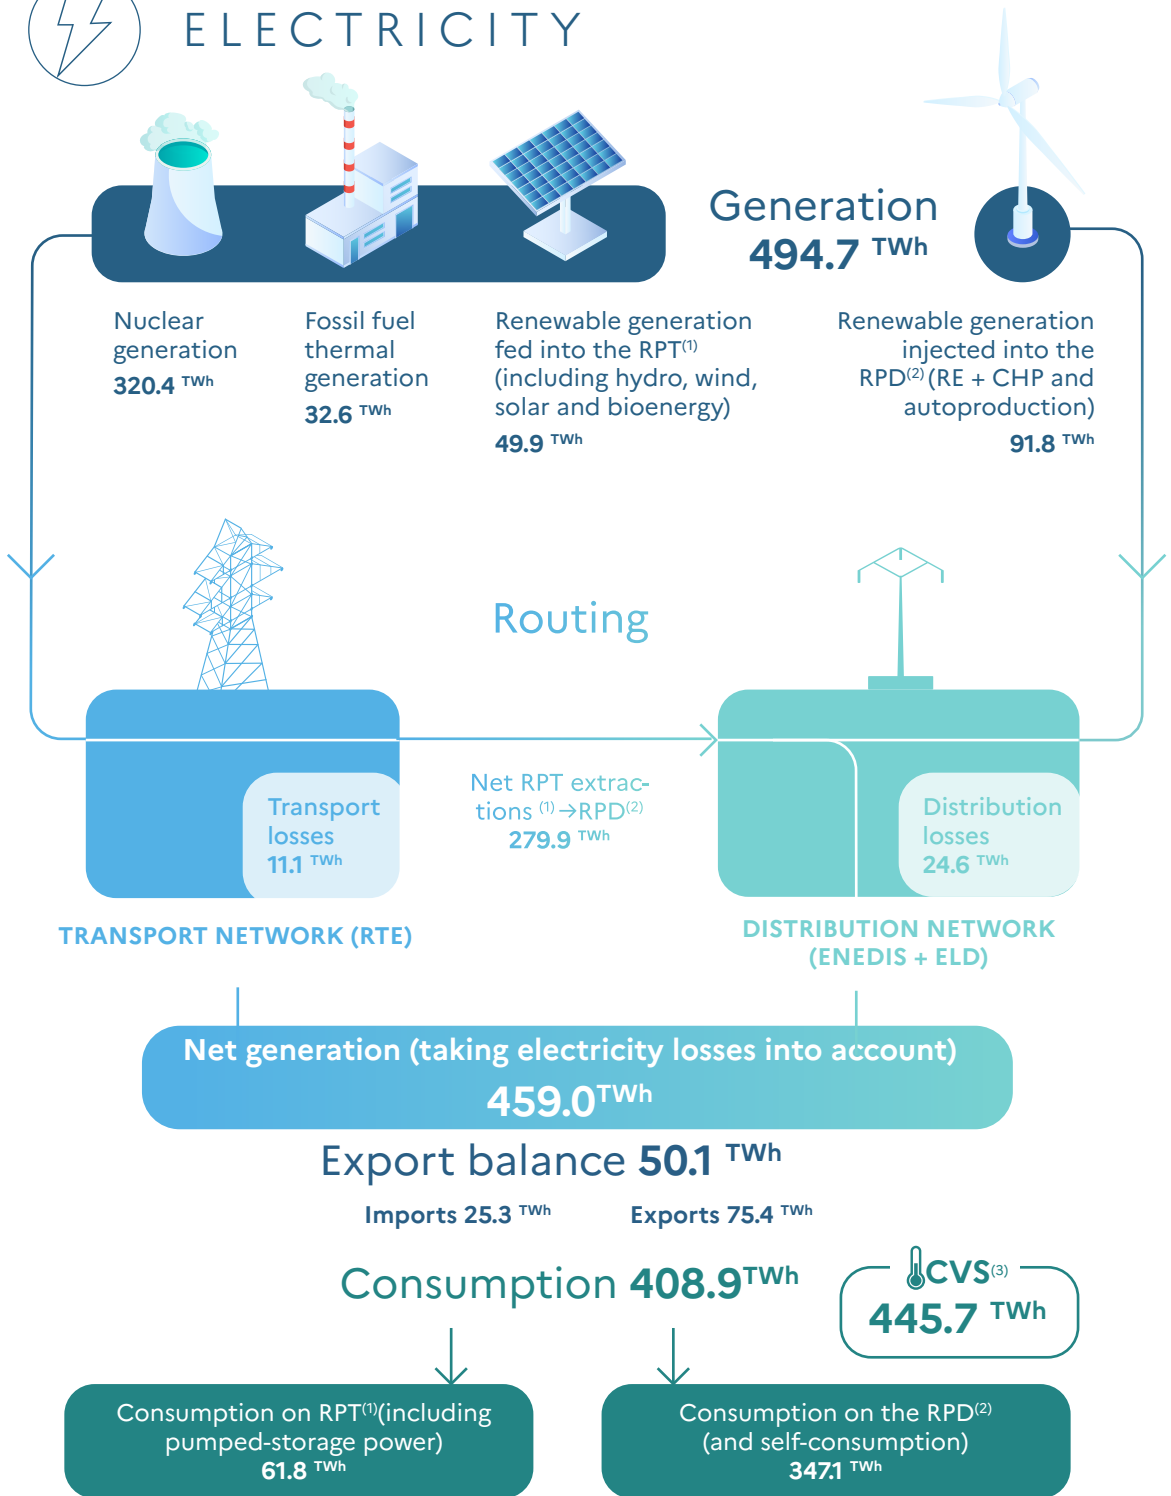 ELECTRICITY
Generation
494.7 TWh
Nuclear
generation
320.4 TWh
Fossil fuel
thermal
generation
32.6 TWh
Renewable generation
fed into the RPT(1)
(including hydro, wind,
solar and bioenergy)
49.9 TWh
Renewable generation
injected into the
RPD(2) (RE + CHP and
autoproduction)
91.8 TWh
Routing
Transport
losses
11.1 TWh
Net RPT extrac-
tions (1) →RPD(2)
279.9 TWh
Distribution
losses
24.6 TWh
TRANSPORT NETWORK (RTE)
DISTRIBUTION NETWORK
(ENEDIS + ELD)
Net generation (taking electricity losses into account)
459.0TWh
Export balance 50.1 TWh
Imports 25.3 TWh
Exports 75.4 TWh
Consumption 408.9TWh
CVS(3)
445.7 TWh
Consumption on RPT(1)(including
pumped-storage power)
61.8 TWh
Consumption on the RPD(2)
(and self-consumption)
347.1 TWh